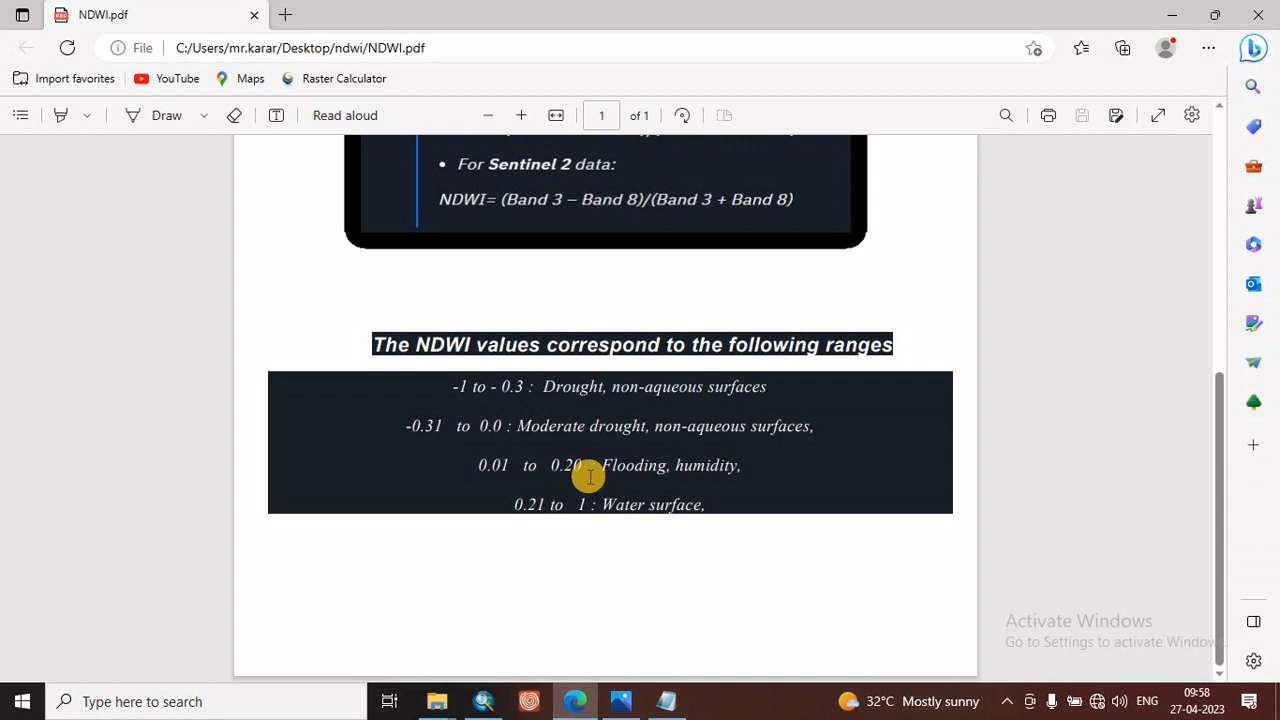 NDWI.pdf
File
C:/Users/mr.karar/Desktop/ndwi/NDWI.pdf
Import favorites YouTube Maps Raster Calculator
Draw Read aloud 1 of 1
• For Sentinel 2 data:
NDWI= (Band 3 – Band 8)/(Band 3 + Band 8)
The NDWI values correspond to the following ranges
-1 to - 0.3 : Drought, non-aqueous surfaces
-0.31 to 0.0 : Moderate drought, non-aqueous surfaces,
0.01 to 0.20 : Flooding, humidity,
0.21 to 1 : Water surface,
Activate Windows
Go to Settings to activate Windows
Type here to search
32°C Mostly sunny
ENG
09:58
27-04-2023